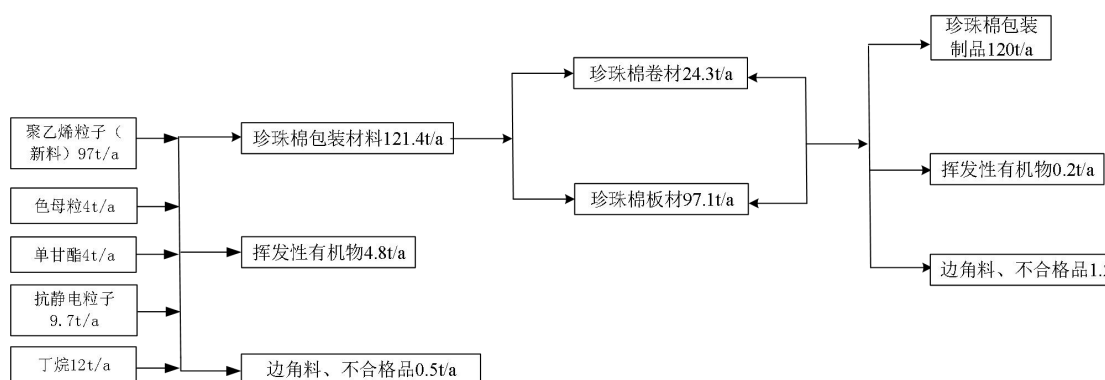 聚乙烯粒子（
新料）97t/a
色母粒4t/a
单甘酯4t/a
抗静电粒子
9.7t/a
丁烷12t/a
珍珠棉包装材料121.4t/a
挥发性有机物4.8t/a
边角料、不合格品0.5t/a
珍珠棉卷材24.3t/a
珍珠棉板材97.1t/a
珍珠棉包装
制品120t/a
挥发性有机物0.2t/a
边角料、不合格品1.